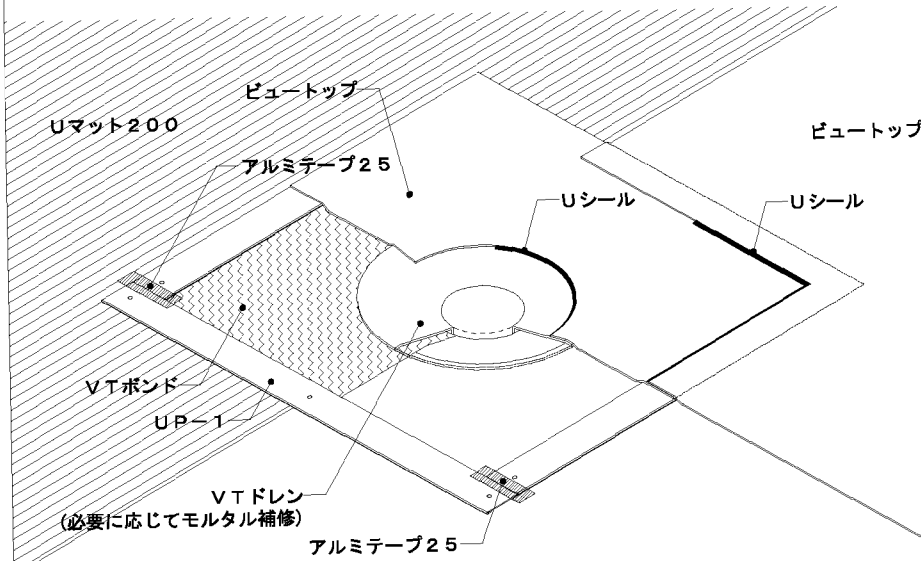 ビュートップ
Uマット200
ビュートップ
アルミテープ25
Uシール
Uシール
VTボンド
UP-1
VTドレン
(必要に応じてモルタル補修)
アルミテープ25